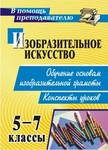 В помощь
преподавателю
ИЗОБРАЗИТЕЛЬНОЕ
ИСКУССТВО
Обучение основам
изобразительной грамоты
Конспекты уроков
5–7
классы